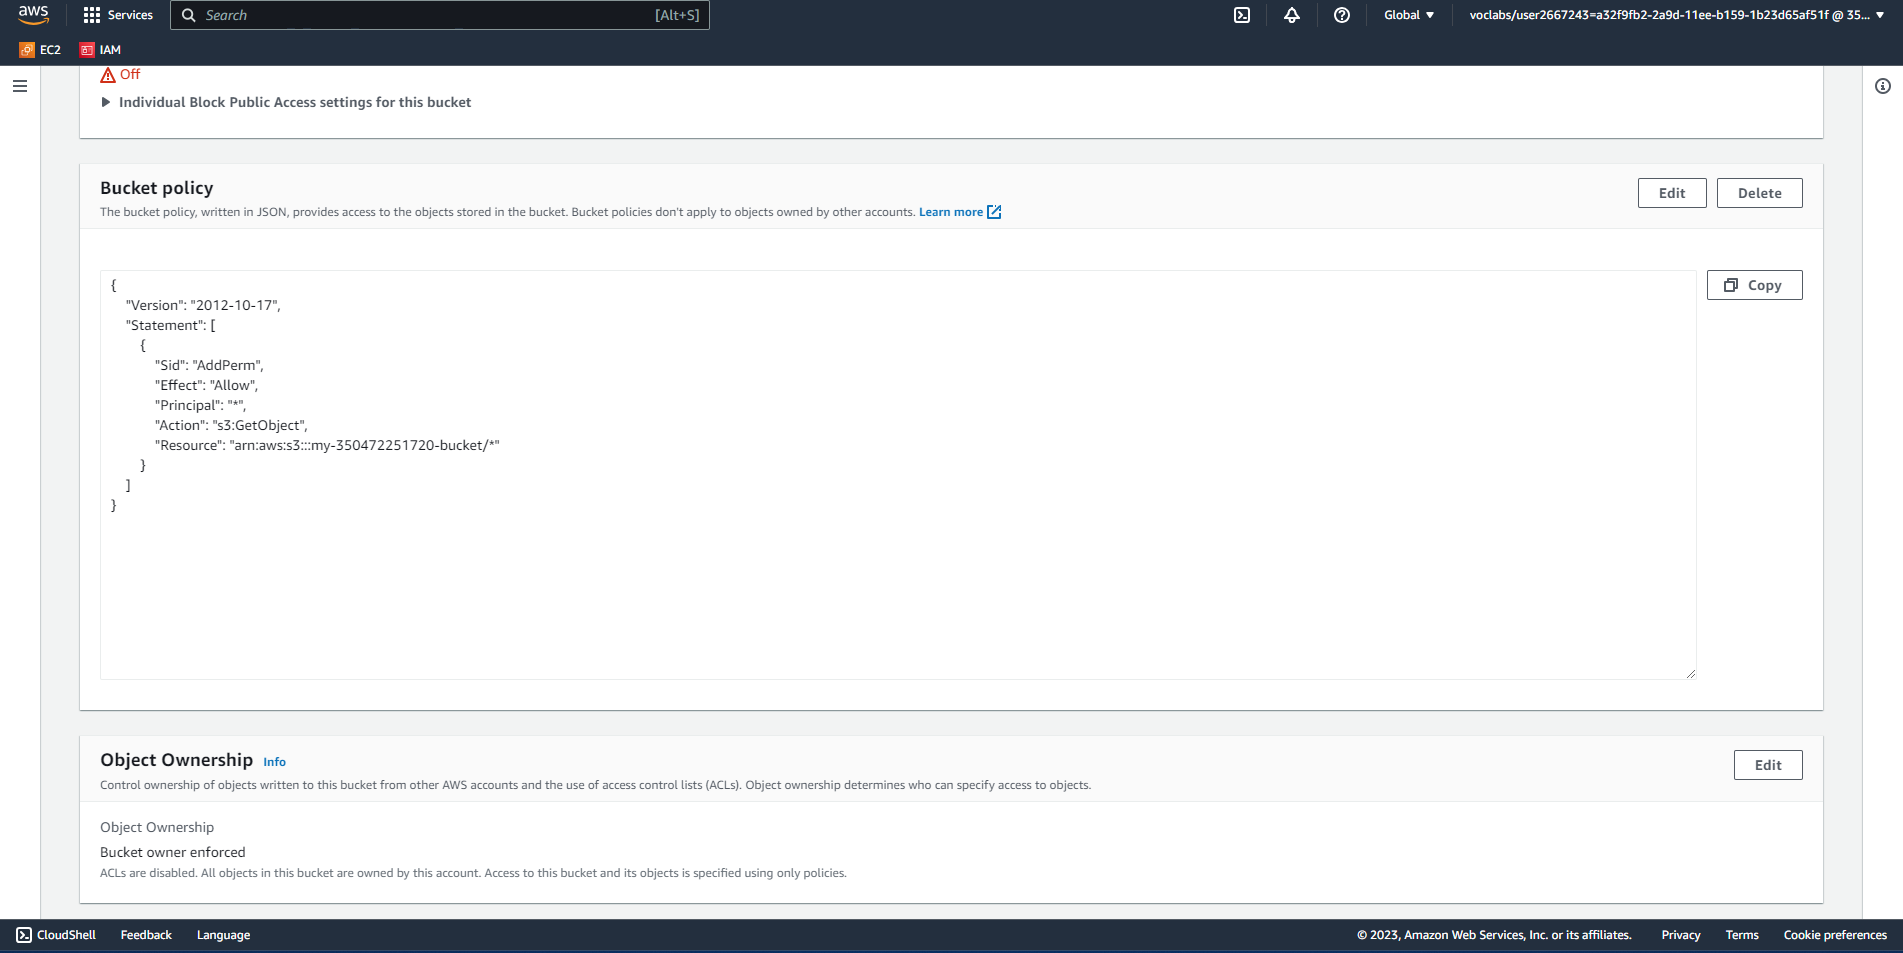 aws
Services
Search
[Alt+S]
Global
voclabs/user2667243=a32f9fb2-2a9d-11ee-b159-1b23d65af51f @ 35...
EC2
IAM
Off
Individual Block Public Access settings for this bucket
Bucket policy
Edit
Delete
The bucket policy, written in JSON, provides access to the objects stored in the bucket. Bucket policies don't apply to objects owned by other accounts. Learn more
Copy
{
"Version": "2012-10-17",
"Statement": [
{
"Sid": "AddPerm",
"Effect": "Allow",
"Principal": "*",
"Action": "s3:GetObject",
"Resource": "arn:aws:s3:::my-350472251720-bucket/*"
}
]
}
Object Ownership Info
Edit
Control ownership of objects written to this bucket from other AWS accounts and the use of access control lists (ACLs). Object ownership determines who can specify access to objects.
Object Ownership
Bucket owner enforced
ACLs are disabled. All objects in this bucket are owned by this account. Access to this bucket and its objects is specified using only policies.
CloudShell
Feedback
Language
© 2023, Amazon Web Services, Inc. or its affiliates.
Privacy
Terms
Cookie preferences